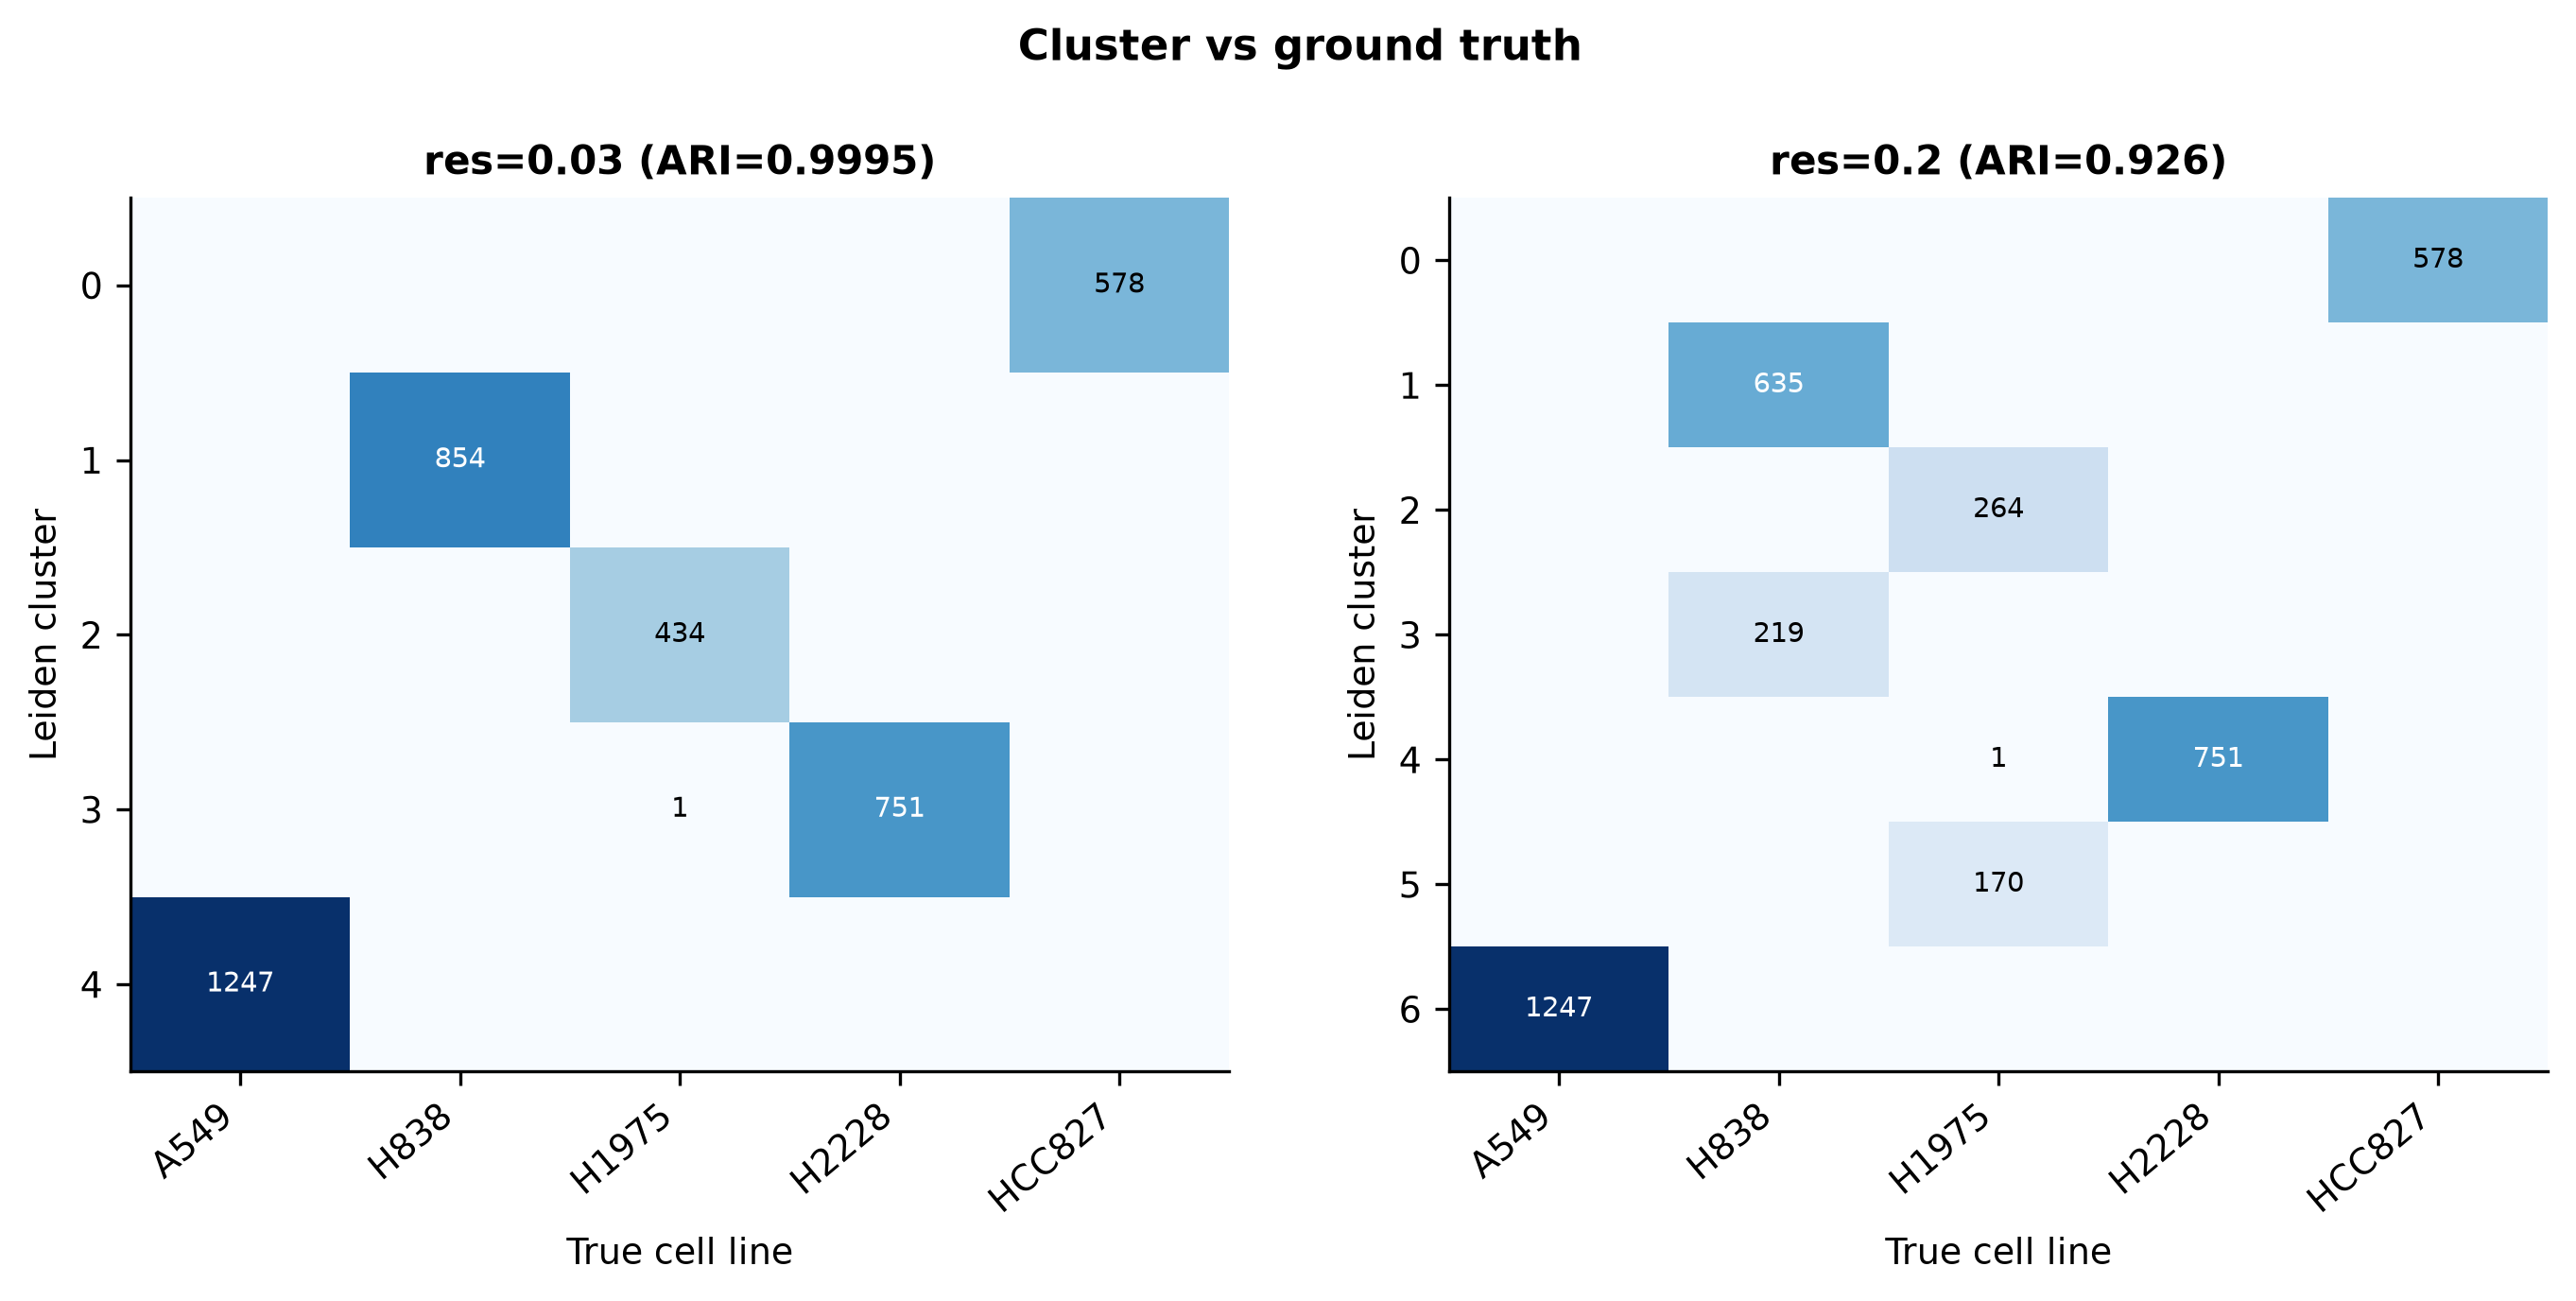 Cluster vs ground truth
res=0.03 (ARI=0.9995)
Leiden cluster
0
1
2
3
4
578
854
434
1
751
1247
A549
H838
H1975
H2228
HCC827
True cell line
res=0.2 (ARI=0.926)
Leiden cluster
0
1
2
3
4
5
6
578
635
264
219
1
751
170
1247
A549
H838
H1975
H2228
HCC827
True cell line